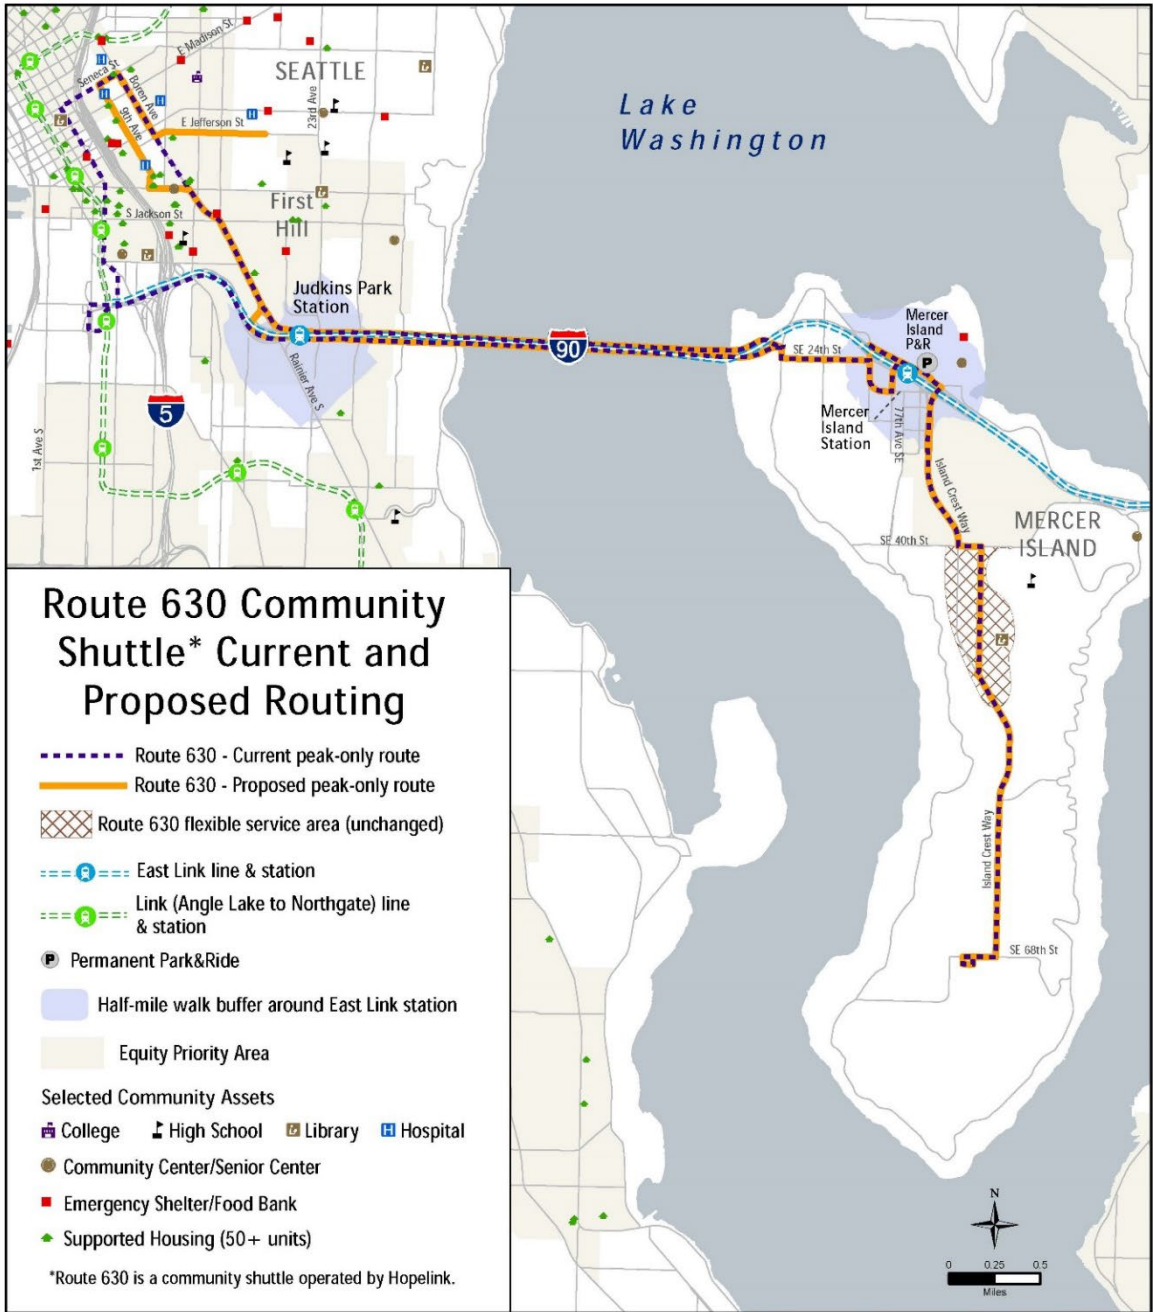 E Madison St
Seneca St
Boren Ave
9th Ave
SEATTLE
23rd Ave
E Jefferson St
First
Hill
S Jackson St
Lake
Washington
Judkins Park
Station
Rainier Ave S
1st Ave S
5
90
SE 24th St
Mercer
Island
P&R
P
Mercer
Island
Station
77th Ave SE
Island Crest Way
MERCER
ISLAND
SE 40th St
Island Crest Way
SE 68th St
Route 630 Community
Shuttle* Current and
Proposed Routing
Route 630 - Current peak-only route
Route 630 - Proposed peak-only route
Route 630 flexible service area (unchanged)
East Link line & station
Link (Angle Lake to Northgate) line
& station
P Permanent Park&Ride
Half-mile walk buffer around East Link station
Equity Priority Area
Selected Community Assets
College High School Library H Hospital
Community Center/Senior Center
Emergency Shelter/Food Bank
Supported Housing (50+ units)
*Route 630 is a community shuttle operated by Hopelink.
N
0 0.25 0.5
Miles